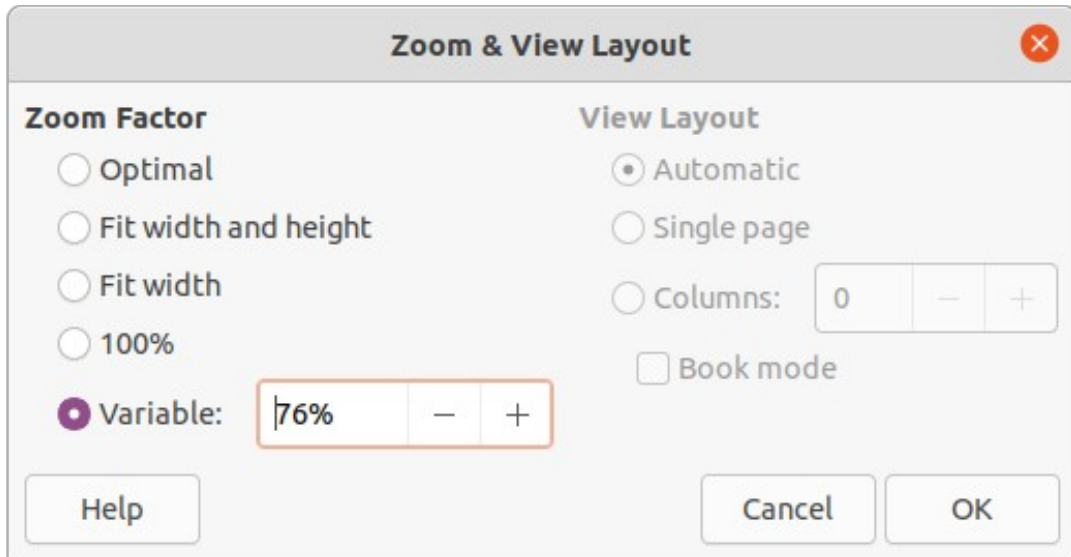 Zoom & View Layout
Zoom Factor
Optimal
Fit width and height
Fit width
100%
Variable: 76% − +
View Layout
Automatic
Single page
Columns: 0 − +
Book mode
Help Cancel OK